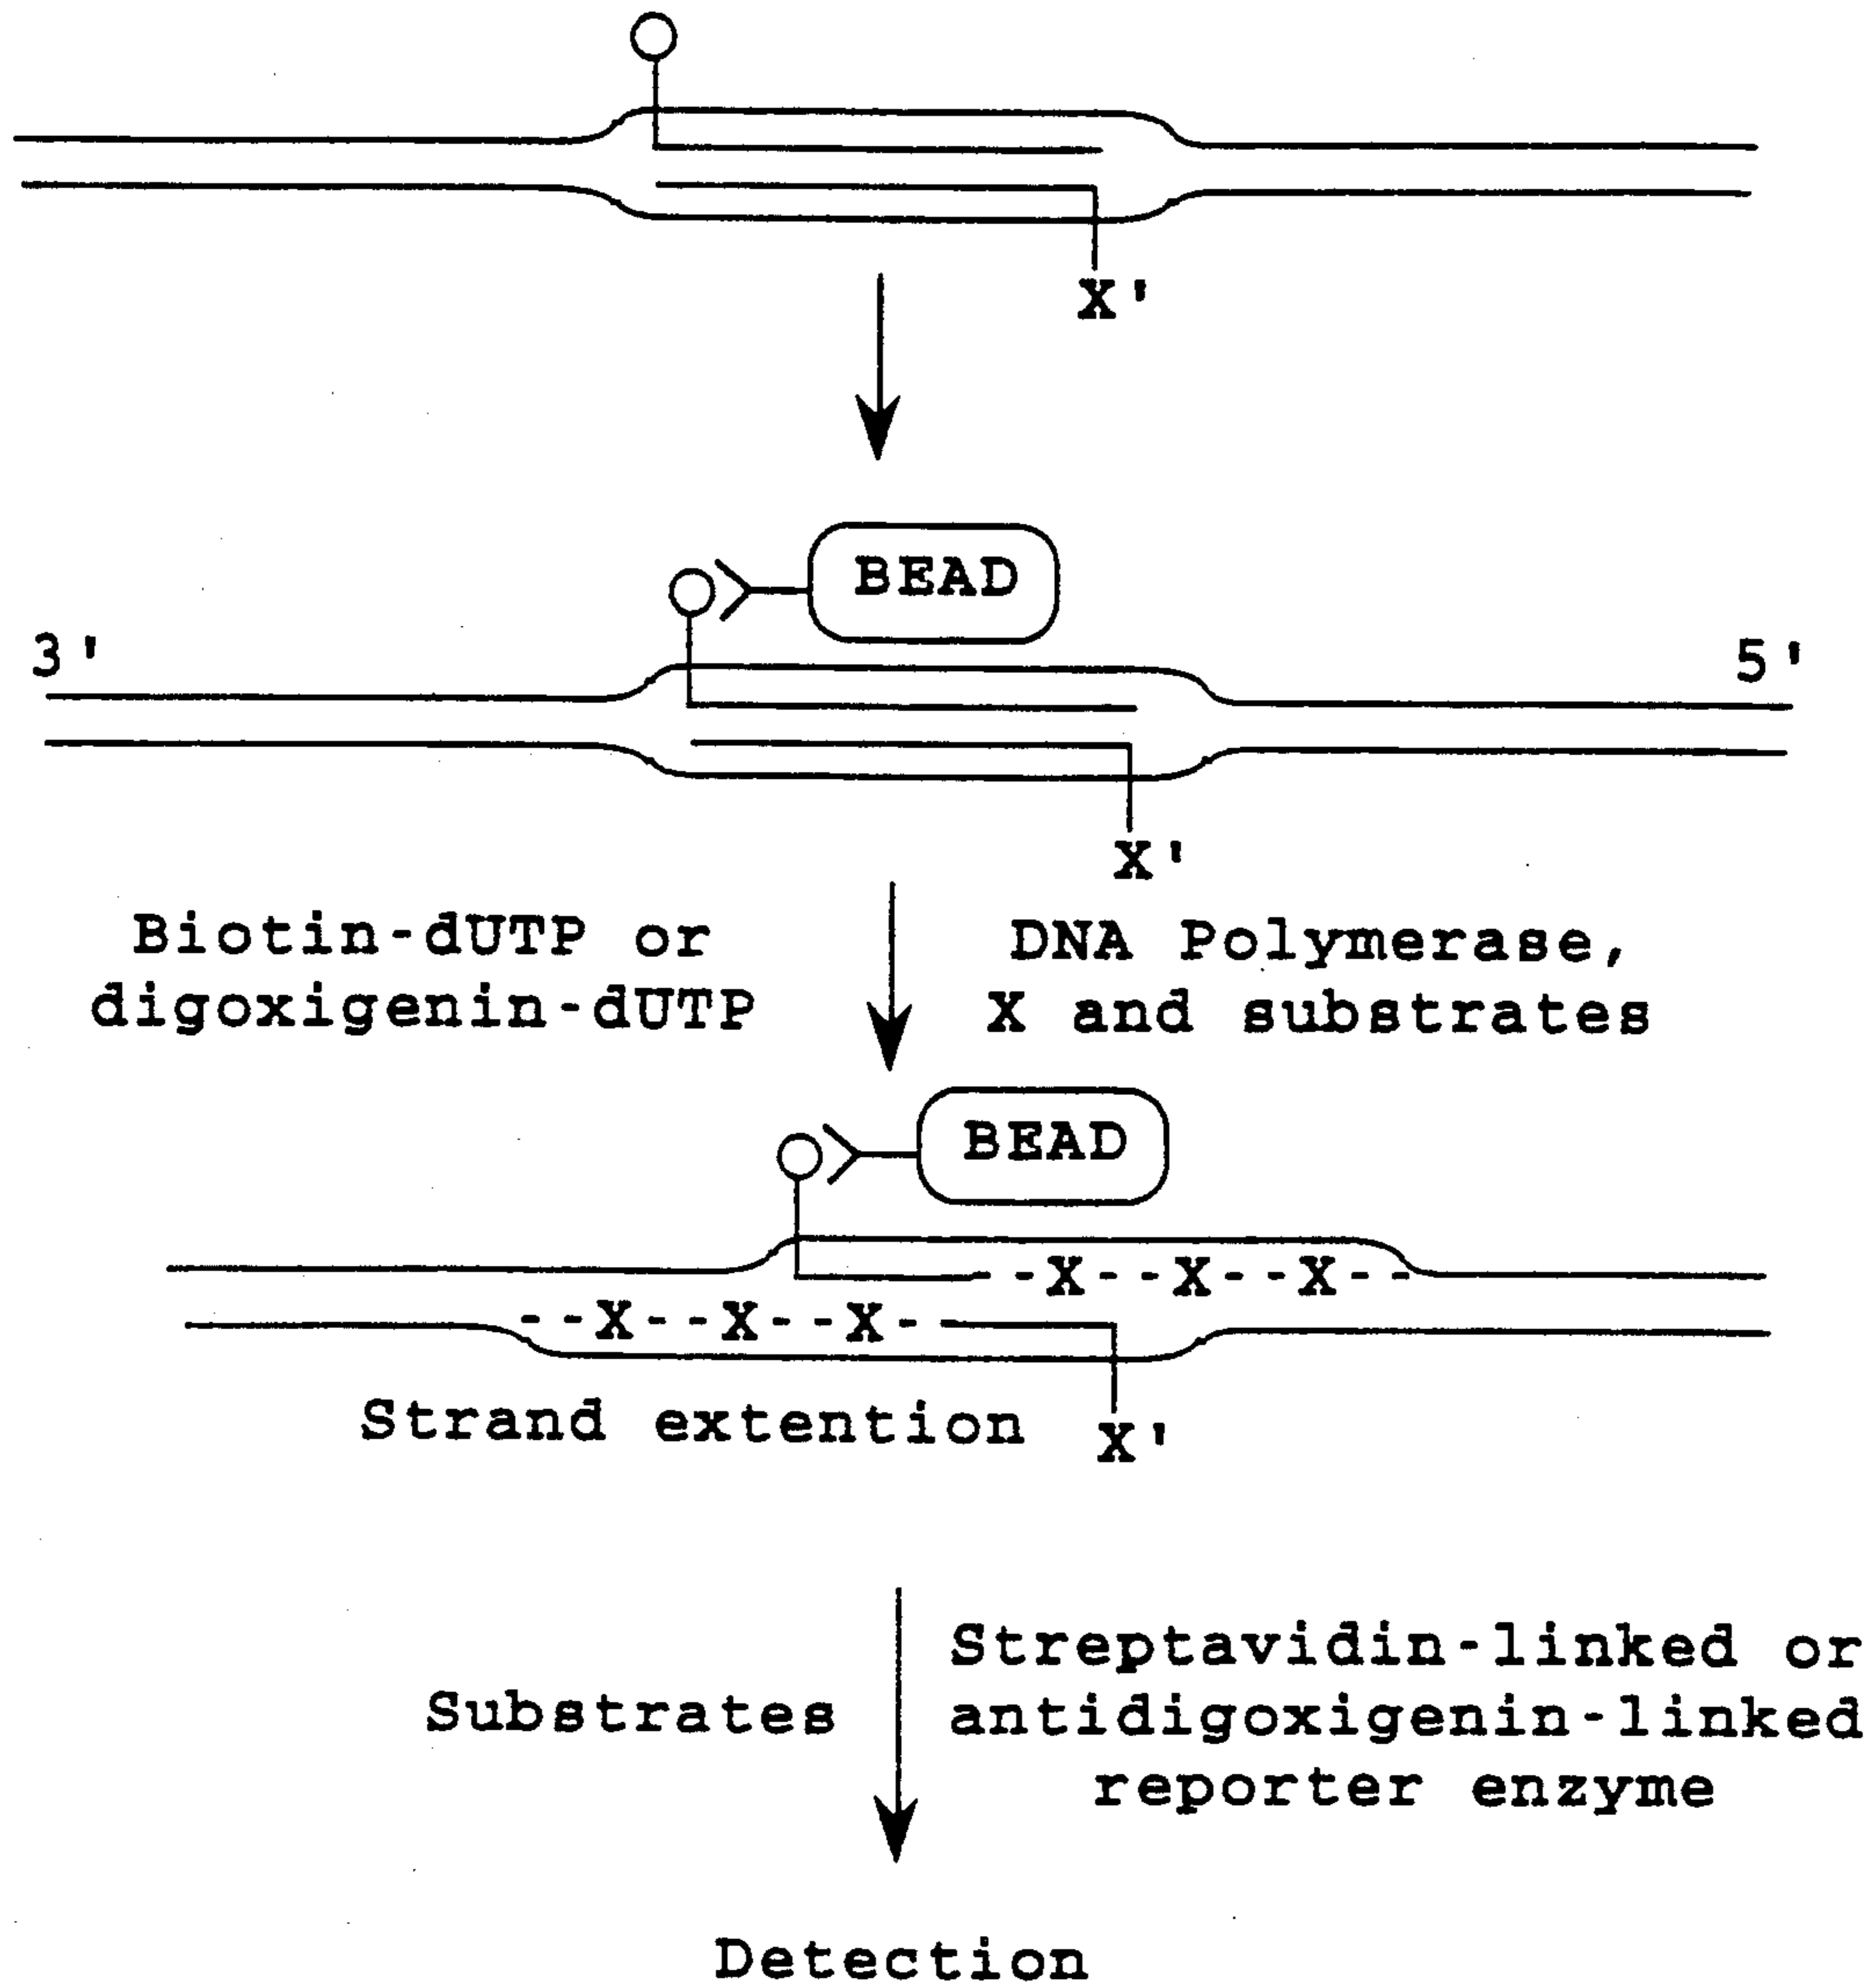 X'
BEAD
3'
5'
X'
Biotin-dUTP or
digoxigenin-dUTP
DNA Polymerase,
X and substrates
BEAD
- -X- - -X- - -X- -
- -X- - -X- - -X- -
Strand extention
X'
Substrates
Streptavidin-linked or
antidigoxigenin-linked
reporter enzyme
Detection